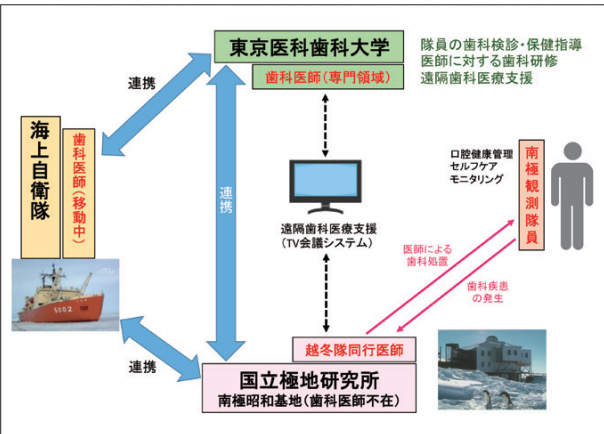 東京医科歯科大学
歯科医師(専門領域)
隊員の歯科検診・保健指導
医師に対する歯科研修
遠隔歯科医療支援
連携
海上自衛隊
歯科医師(移動中)
連携
遠隔歯科医療支援
(TV会議システム)
口腔健康管理
セルフケア
モニタリング
南極観測隊員
医師による
歯科処置
歯科疾患
の発生
5002
連携
越冬隊同行医師
国立極地研究所
南極昭和基地(歯科医師不在)